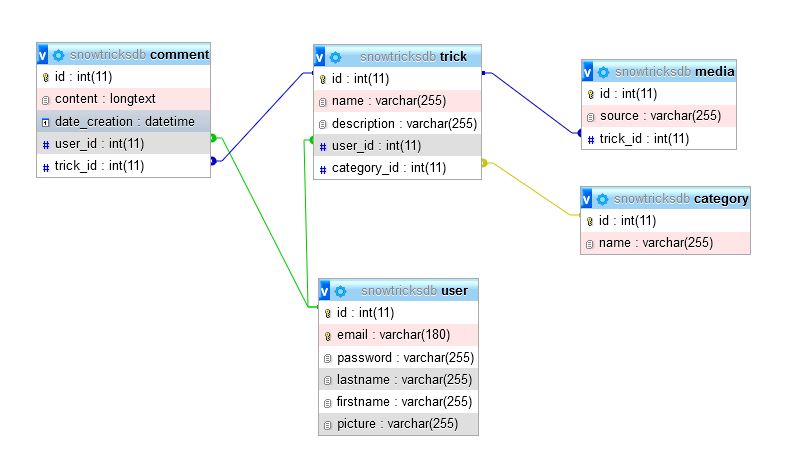 v snowtricksdb comment
id : int(11)
content : longtext
date_creation : datetime
# user_id : int(11)
# trick_id : int(11)
v snowtricksdb trick
id : int(11)
name : varchar(255)
description : varchar(255)
# user_id : int(11)
# category_id : int(11)
v snowtricksdb media
id : int(11)
source : varchar(255)
# trick_id : int(11)
v snowtricksdb category
id : int(11)
name : varchar(255)
v snowtricksdb user
id : int(11)
email : varchar(180)
password : varchar(255)
lastname : varchar(255)
firstname : varchar(255)
picture : varchar(255)